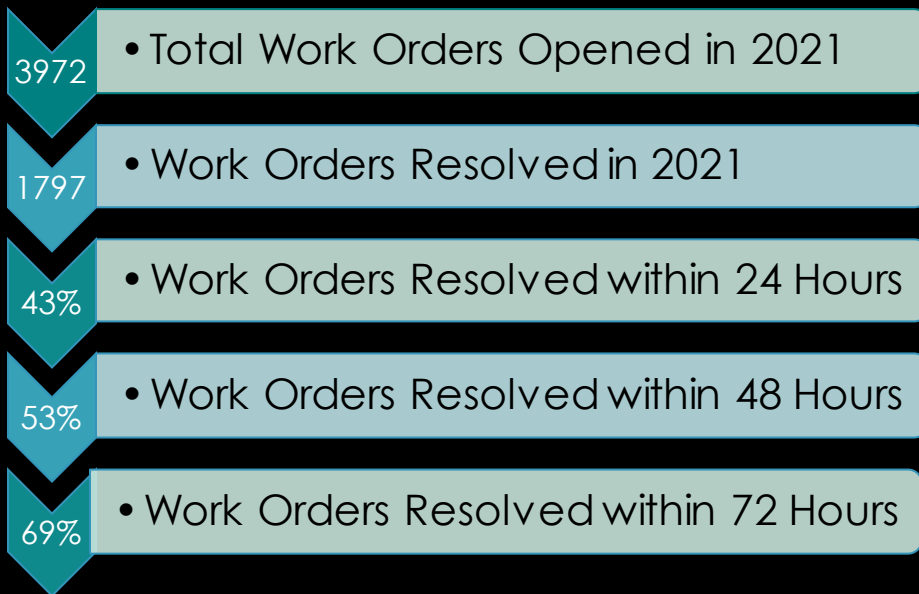 3972
• Total Work Orders Opened in 2021
1797
• Work Orders Resolved in 2021
43%
• Work Orders Resolved within 24 Hours
53%
• Work Orders Resolved within 48 Hours
69%
• Work Orders Resolved within 72 Hours